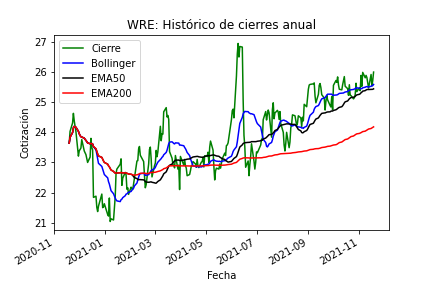 WRE: Histórico de cierres anual
Cierre
Bollinger
EMA50
EMA200
Cotización
27
26
25
24
23
22
21
2020-11
2021-01
2021-03
2021-05
2021-07
2021-09
2021-11
Fecha